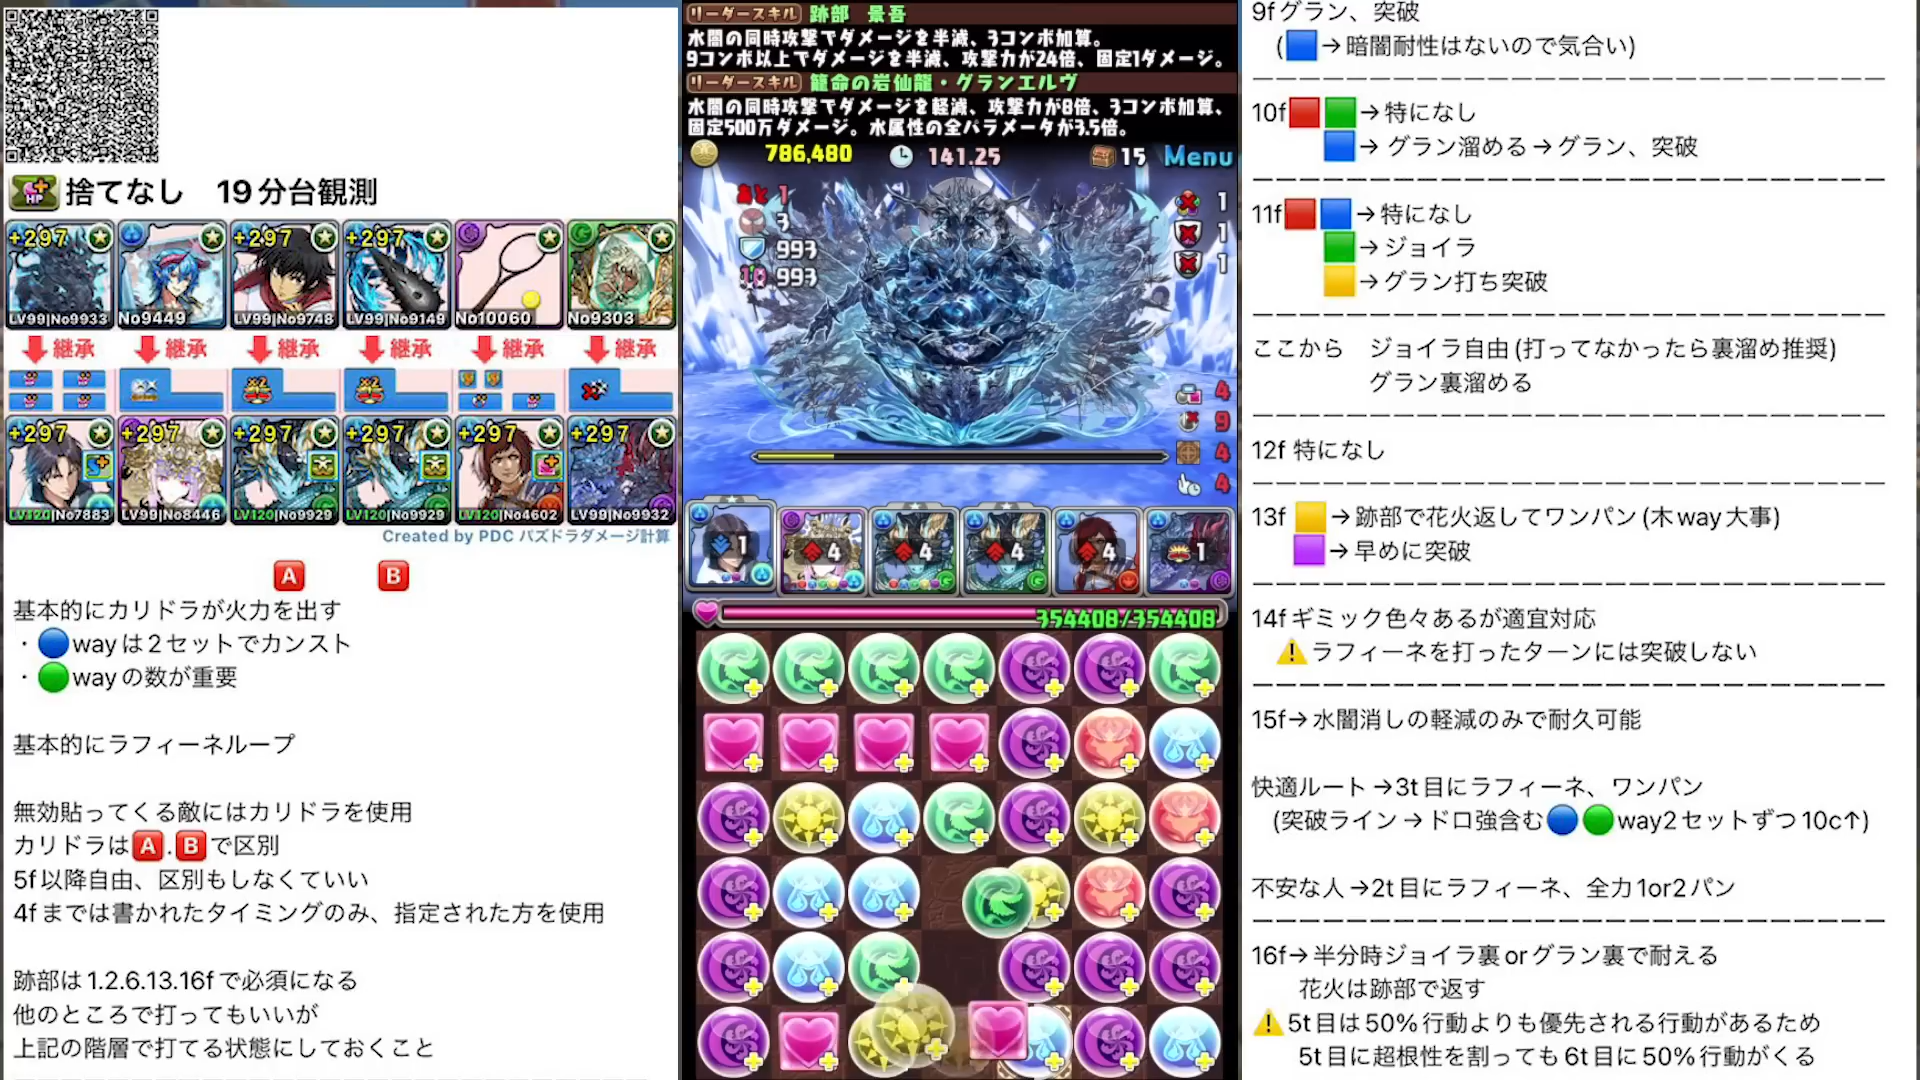 捨てなし　19分台観測
+297
+297
+297
LV99|No9933
No9449
LV99|No9748
LV99|No9149
No10060
No9303
継承
継承
継承
継承
継承
継承
+297
+297
+297
+297
+297
+297
LV120|No7883
LV99|No8446
LV120|No9929
LV120|No9929
LV120|No4602
LV99|No9932
Created by PDC パズドラダメージ計算
A
B
基本的にカリドラが火力を出す
・🔵wayは2セットでカンスト
・🟢wayの数が重要
基本的にラフィーネループ
無効貼ってくる敵にはカリドラを使用
カリドラはA.Bで区別
5f以降自由、区別もしなくていい
4fまでは書かれたタイミングのみ、指定された方を使用
跡部は1.2.6.13.16fで必須になる
他のところで打ってもいいが
上記の階層で打てる状態にしておくこと
リーダースキル 跡部　景吾
水闇の同時攻撃でダメージを半減、3コンボ加算。
9コンボ以上でダメージを半減、攻撃力が24倍、固定1ダメージ。
リーダースキル 龍命の岩仙龍・グランエルヴ
水闇の同時攻撃でダメージを軽減、攻撃力が8倍、3コンボ加算、
固定500万ダメージ。水属性の全パラメータが3.5倍。
786,480
141.25
15
Menu
あと1
3
993
993
1
1
1
4
9
4
4
1
4
4
4
4
1
354408/354408
9fグラン、突破
(🟦→暗闇耐性はないので気合い)
10f🟥🟩→特になし
🟦→グラン溜める→グラン、突破
11f🟥🟦→特になし
🟩→ジョイラ
🟨→グラン打ち突破
ここから　ジョイラ自由(打ってなかったら裏溜め推奨)
グラン裏溜める
12f 特になし
13f🟨→跡部で花火返してワンパン(木way大事)
🟪→早めに突破
14fギミック色々あるが適宜対応
⚠️ラフィーネを打ったターンには突破しない
15f→水闇消しの軽減のみで耐久可能
快適ルート→3t目にラフィーネ、ワンパン
(突破ライン→ドロ強含む🔵🟢way2セットずつ10c↑)
不安な人→2t目にラフィーネ、全力1or2パン
16f→半分時ジョイラ裏orグラン裏で耐える
花火は跡部で返す
⚠️5t目は50%行動よりも優先される行動があるため
5t目に超根性を割っても6t目に50%行動がくる